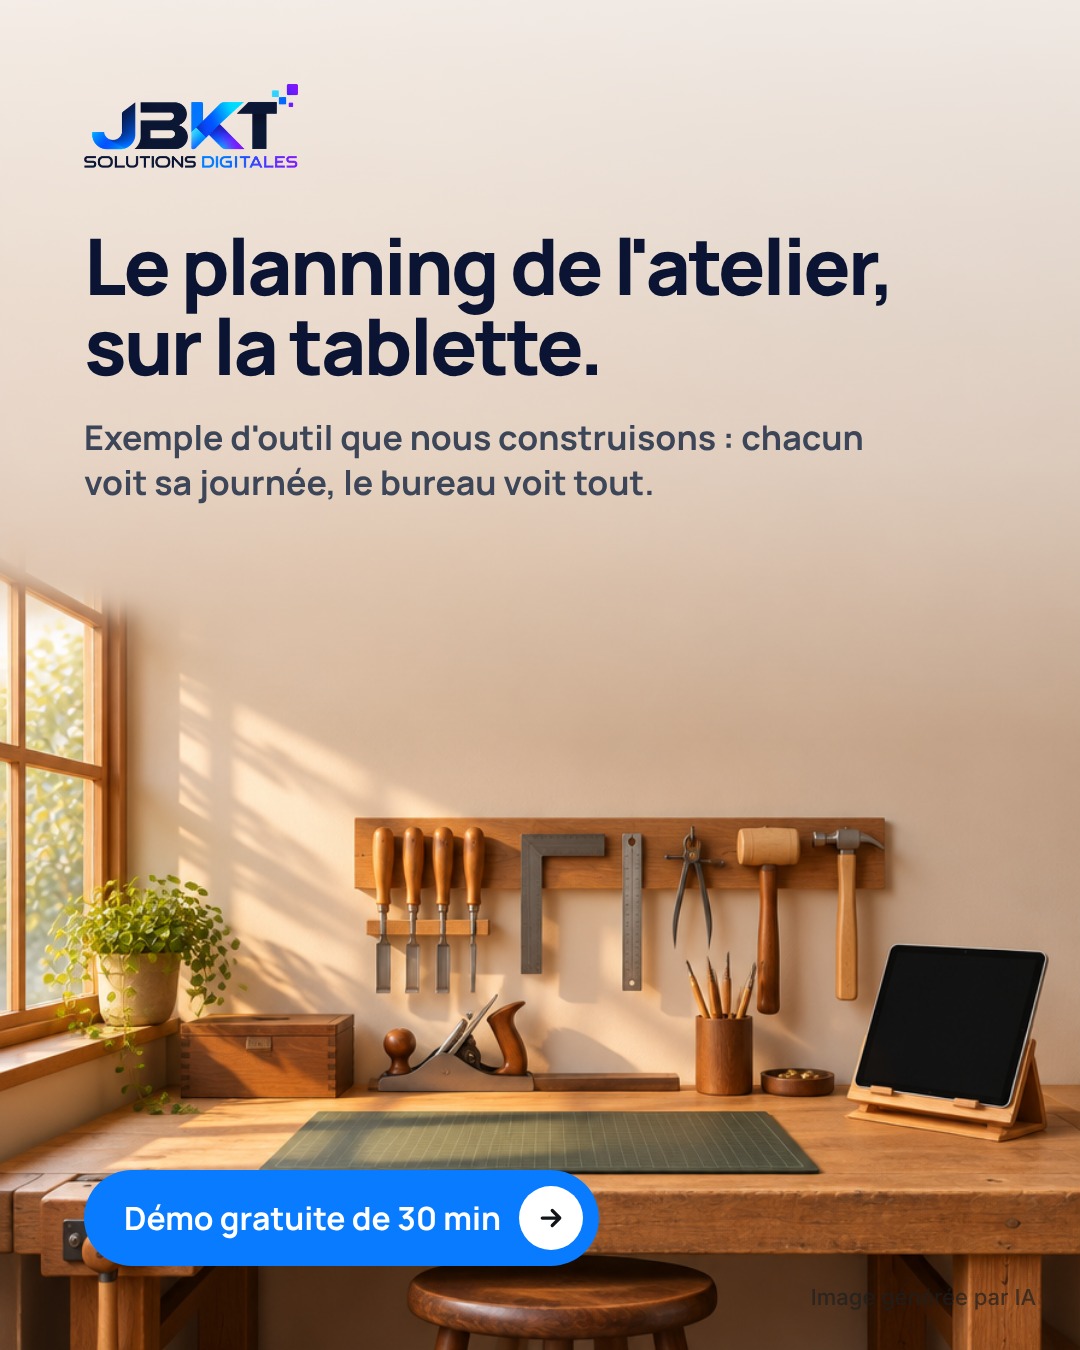 JBKT
SOLUTIONS DIGITALES
Le planning de l'atelier,
sur la tablette.
Exemple d'outil que nous construisons : chacun
voit sa journée, le bureau voit tout.
Démo gratuite de 30 min
Image générée par IA